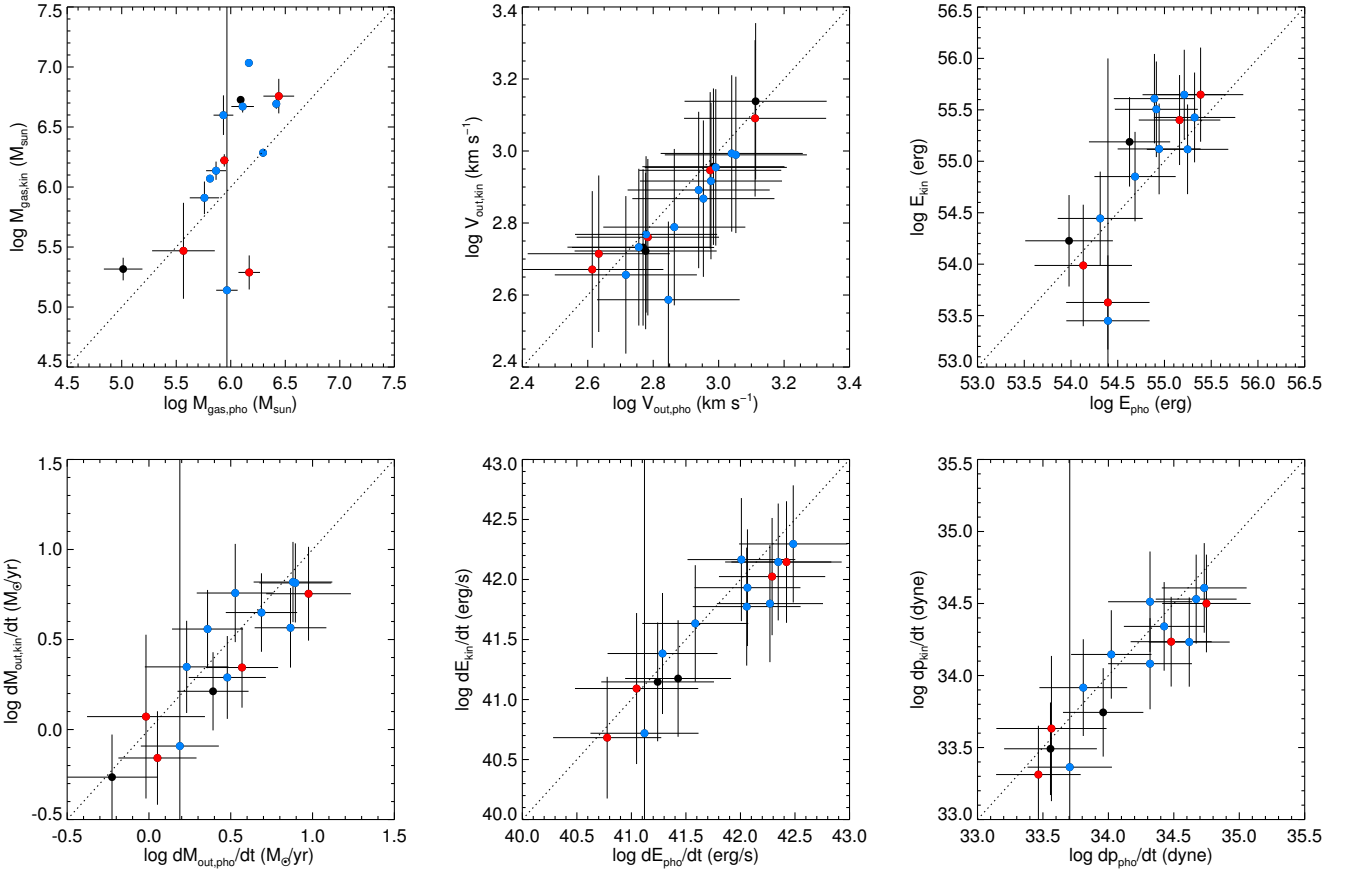 7.5
7.0
6.5
6.0
5.5
5.0
4.5
log M_gas,kin (M_sun)
4.5 5.0 5.5 6.0 6.5 7.0 7.5
log M_gas,pho (M_sun)
3.4
3.2
3.0
2.8
2.6
2.4
log V_out,kin (km s⁻¹)
2.4 2.6 2.8 3.0 3.2 3.4
log V_out,pho (km s⁻¹)
56.5
56.0
55.5
55.0
54.5
54.0
53.5
53.0
log E_kin (erg)
53.0 53.5 54.0 54.5 55.0 55.5 56.0 56.5
log E_pho (erg)
1.5
1.0
0.5
0.0
-0.5
log dM_out,kin/dt (M_☉/yr)
-0.5 0.0 0.5 1.0 1.5
log dM_out,pho/dt (M_☉/yr)
43.0
42.5
42.0
41.5
41.0
40.5
40.0
log dE_kin/dt (erg/s)
40.0 40.5 41.0 41.5 42.0 42.5 43.0
log dE_pho/dt (erg/s)
35.5
35.0
34.5
34.0
33.5
33.0
log dp_kin/dt (dyne)
33.0 33.5 34.0 34.5 35.0 35.5
log dp_pho/dt (dyne)